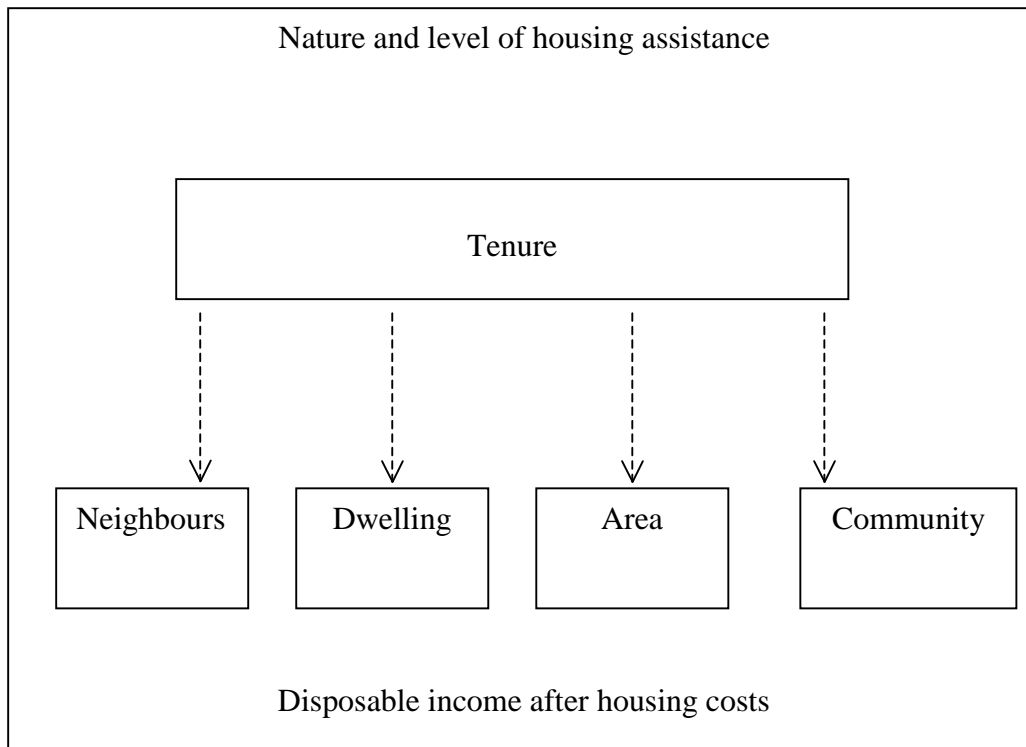 Nature and level of housing assistance
Tenure
Neighbours
Dwelling
Area
Community
Disposable income after housing costs